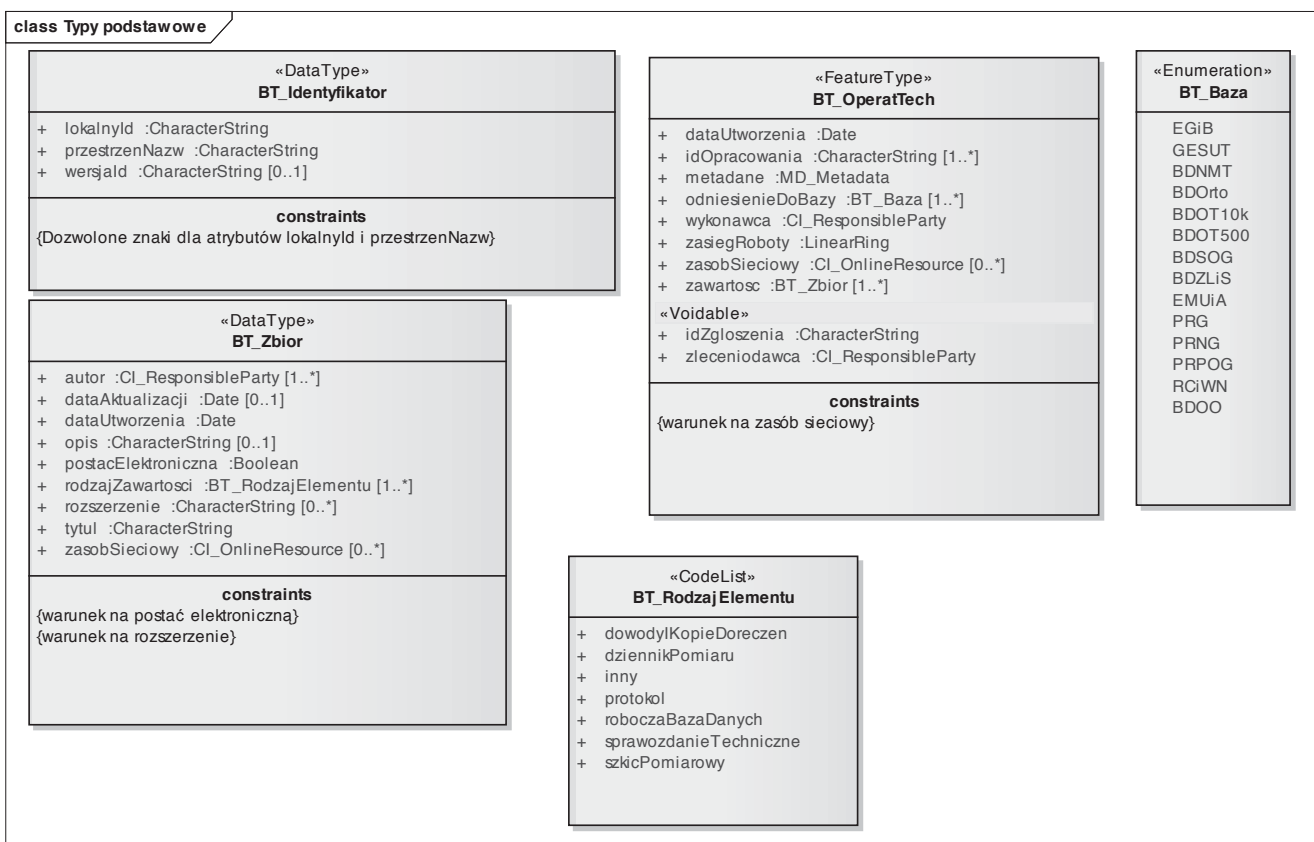 class Typy podstawowe
«DataType»
BT_Identyfikator
+ lokalnyId :CharacterString
+ przestrzenNazw :CharacterString
+ wersjaId :CharacterString [0..1]
constraints
{Dozwolone znaki dla atrybutów lokalnyId i przestrzenNazw}
«DataType»
BT_Zbior
+ autor :CI_ResponsibleParty [1..*]
+ dataAktualizacji :Date [0..1]
+ dataUtworzenia :Date
+ opis :CharacterString [0..1]
+ postacElektroniczna :Boolean
+ rodzajZawartosci :BT_RodzajElementu [1..*]
+ rozszerzenie :CharacterString [0..*]
+ tytul :CharacterString
+ zasobSieciowy :CI_OnlineResource [0..*]
constraints
{warunek na postać elektroniczną}
{warunek na rozszerzenie}
«FeatureType»
BT_OperatTech
+ dataUtworzenia :Date
+ idOpracowania :CharacterString [1..*]
+ metadane :MD_Metadata
+ odniesienieDoBazy :BT_Baza [1..*]
+ wykonawca :CI_ResponsibleParty
+ zasiegRoboty :LinearRing
+ zasobSieciowy :CI_OnlineResource [0..*]
+ zawartosc :BT_Zbior [1..*]
«Voidable»
+ idZgloszenia :CharacterString
+ zleceniodawca :CI_ResponsibleParty
constraints
{warunek na zasób sieciowy}
«CodeList»
BT_RodzajElementu
+ dowodyIKopieDoreczen
+ dziennikPomiaru
+ inny
+ protokol
+ roboczaBazaDanych
+ sprawozdanieTechniczne
+ szkicPomiarowy
«Enumeration»
BT_Baza
EGiB
GESUT
BDNMT
BDOrto
BDOT10k
BDOT500
BDSOG
BDZLiS
EMUiA
PRG
PRNG
PRPOG
RCiWN
BDOO